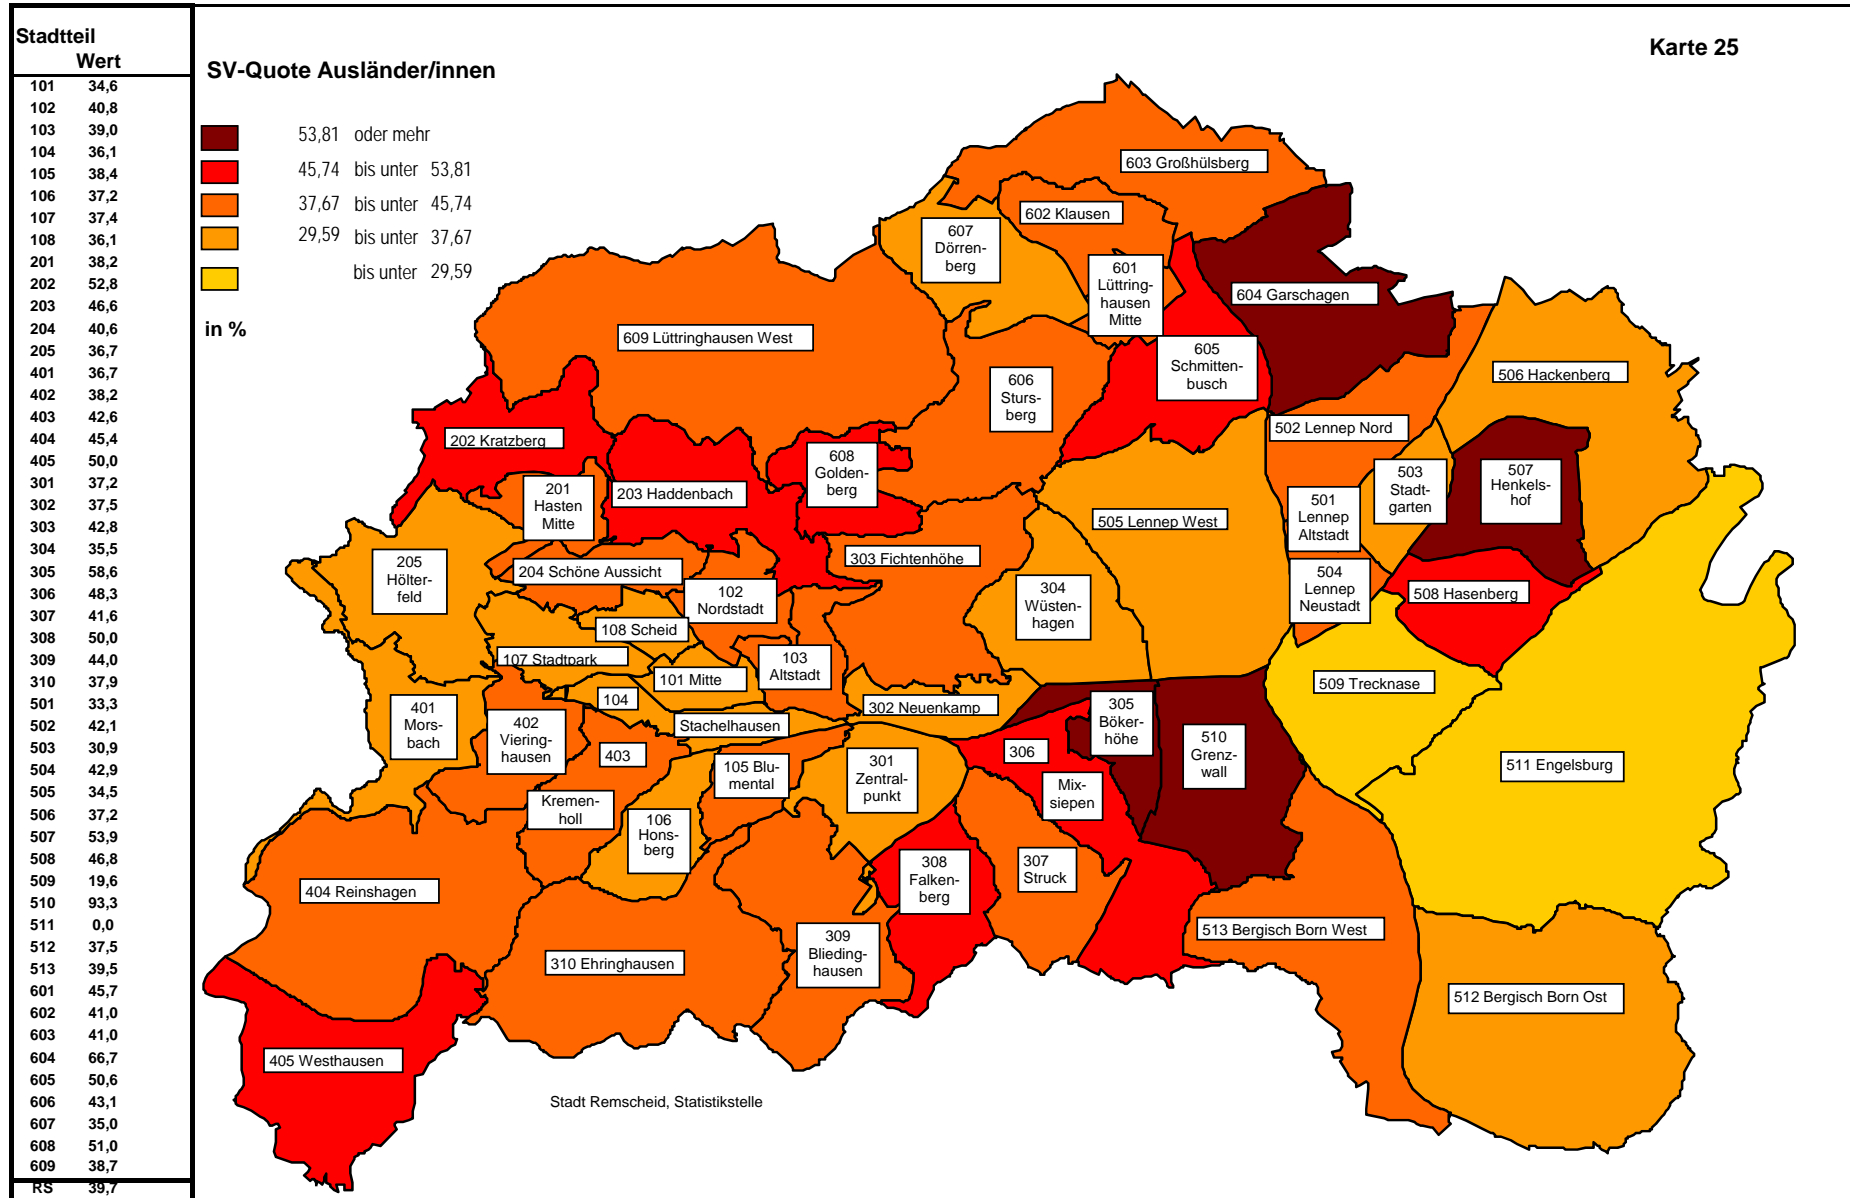 Stadtteil
Wert
101 34,6
102 40,8
103 39,0
104 36,1
105 38,4
106 37,2
107 37,4
108 36,1
201 38,2
202 52,8
203 46,6
204 40,6
205 36,7
401 36,7
402 38,2
403 42,6
404 45,4
405 50,0
301 37,2
302 37,5
303 42,8
304 35,5
305 58,6
306 48,3
307 41,6
308 50,0
309 44,0
310 37,9
501 33,3
502 42,1
503 30,9
504 42,9
505 34,5
506 37,2
507 53,9
508 46,8
509 19,6
510 93,3
511 0,0
512 37,5
513 39,5
601 45,7
602 41,0
603 41,0
604 66,7
605 50,6
606 43,1
607 35,0
608 51,0
609 38,7
RS 39,7
SV-Quote Ausländer/innen
53,81 oder mehr
45,74 bis unter 53,81
37,67 bis unter 45,74
29,59 bis unter 37,67
bis unter 29,59
in %
Karte 25
603 Großhülsberg
602 Klausen
607
Dörren-
berg
601
Lüttring-
hausen
Mitte
604 Garschagen
609 Lüttringhausen West
605
Schmitten-
busch
606
Sturs-
berg
506 Hackenberg
502 Lennep Nord
202 Kratzberg
608
Golden-
berg
503
Stadt-
garten
507
Henkels-
hof
201
Hasten
Mitte
203 Haddenbach
501
Lennep
Altstadt
505 Lennep West
303 Fichtenhöhe
205
Hölter-
feld
204 Schöne Aussicht
102
Nordstadt
304
Wüsten-
hagen
504
Lennep
Neustadt
508 Hasenberg
108 Scheid
107 Stadtpark
103
Altstadt
101 Mitte
509 Trecknase
104
302 Neuenkamp
305
Böker-
höhe
401
Mors-
bach
402
Viering-
hausen
Stachelhausen
403
306
510
Grenz-
wall
301
Zentral-
punkt
105 Blu-
mental
511 Engelsburg
Mix-
siepen
Kremen-
holl
106
Hons-
berg
308
Falken-
berg
307
Struck
404 Reinshagen
513 Bergisch Born West
309
Blieding-
hausen
310 Ehringhausen
512 Bergisch Born Ost
405 Westhausen
Stadt Remscheid, Statistikstelle